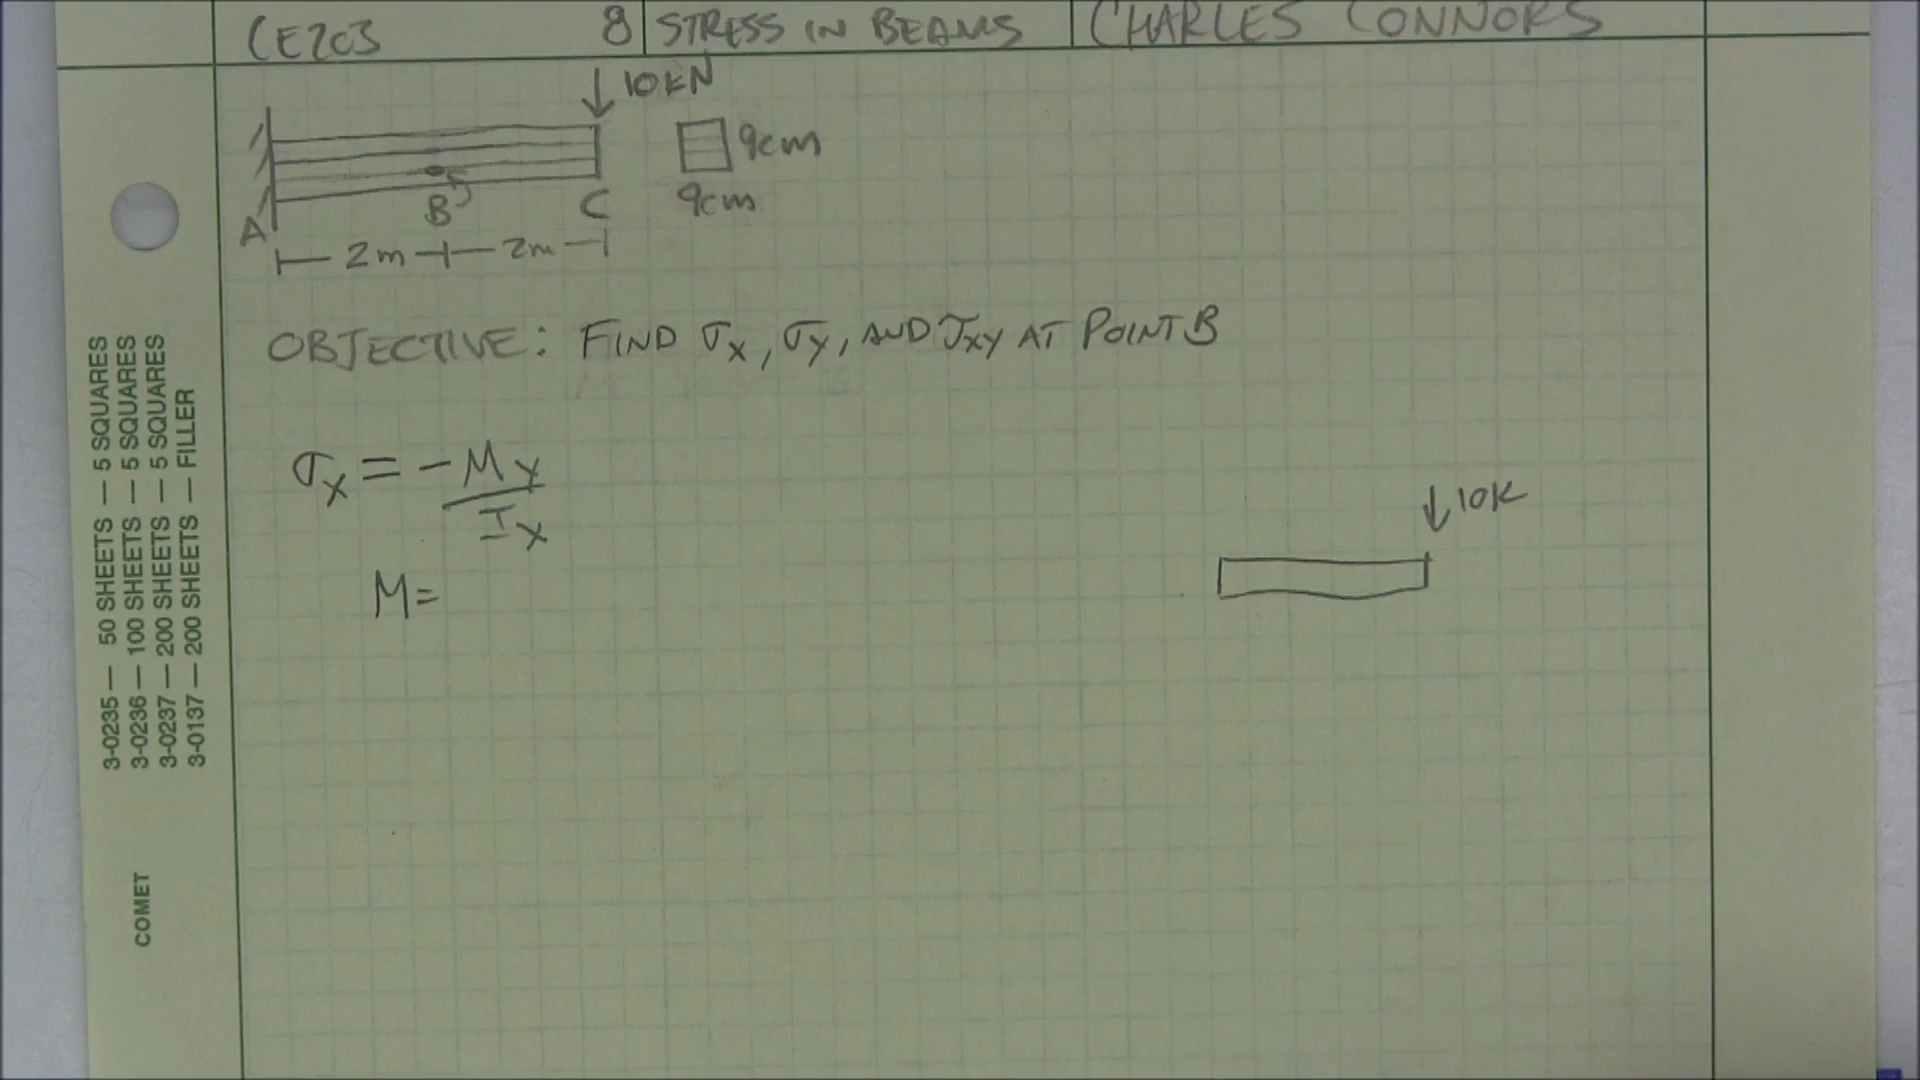 CE203 8 STRESS IN BEAMS CHARLES CONNORS
10kN
9cm
9cm
A B C
2m 2m
OBJECTIVE: FIND σx, σy, AND τxy AT POINT B
σx = -My
Ix
10K
M=
3-0235 — 50 SHEETS — 5 SQUARES
3-0236 — 100 SHEETS — 5 SQUARES
3-0237 — 200 SHEETS — 5 SQUARES
3-0137 — 200 SHEETS — FILLER
COMET